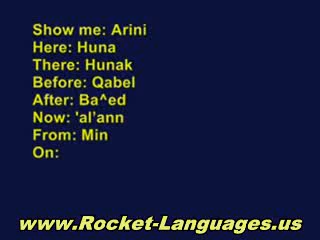 Show me: Arini
Here: Huna
There: Hunak
Before: Qabel
After: Ba^ed
Now: 'al'ann
From: Min
On:
www.Rocket-Languages.us